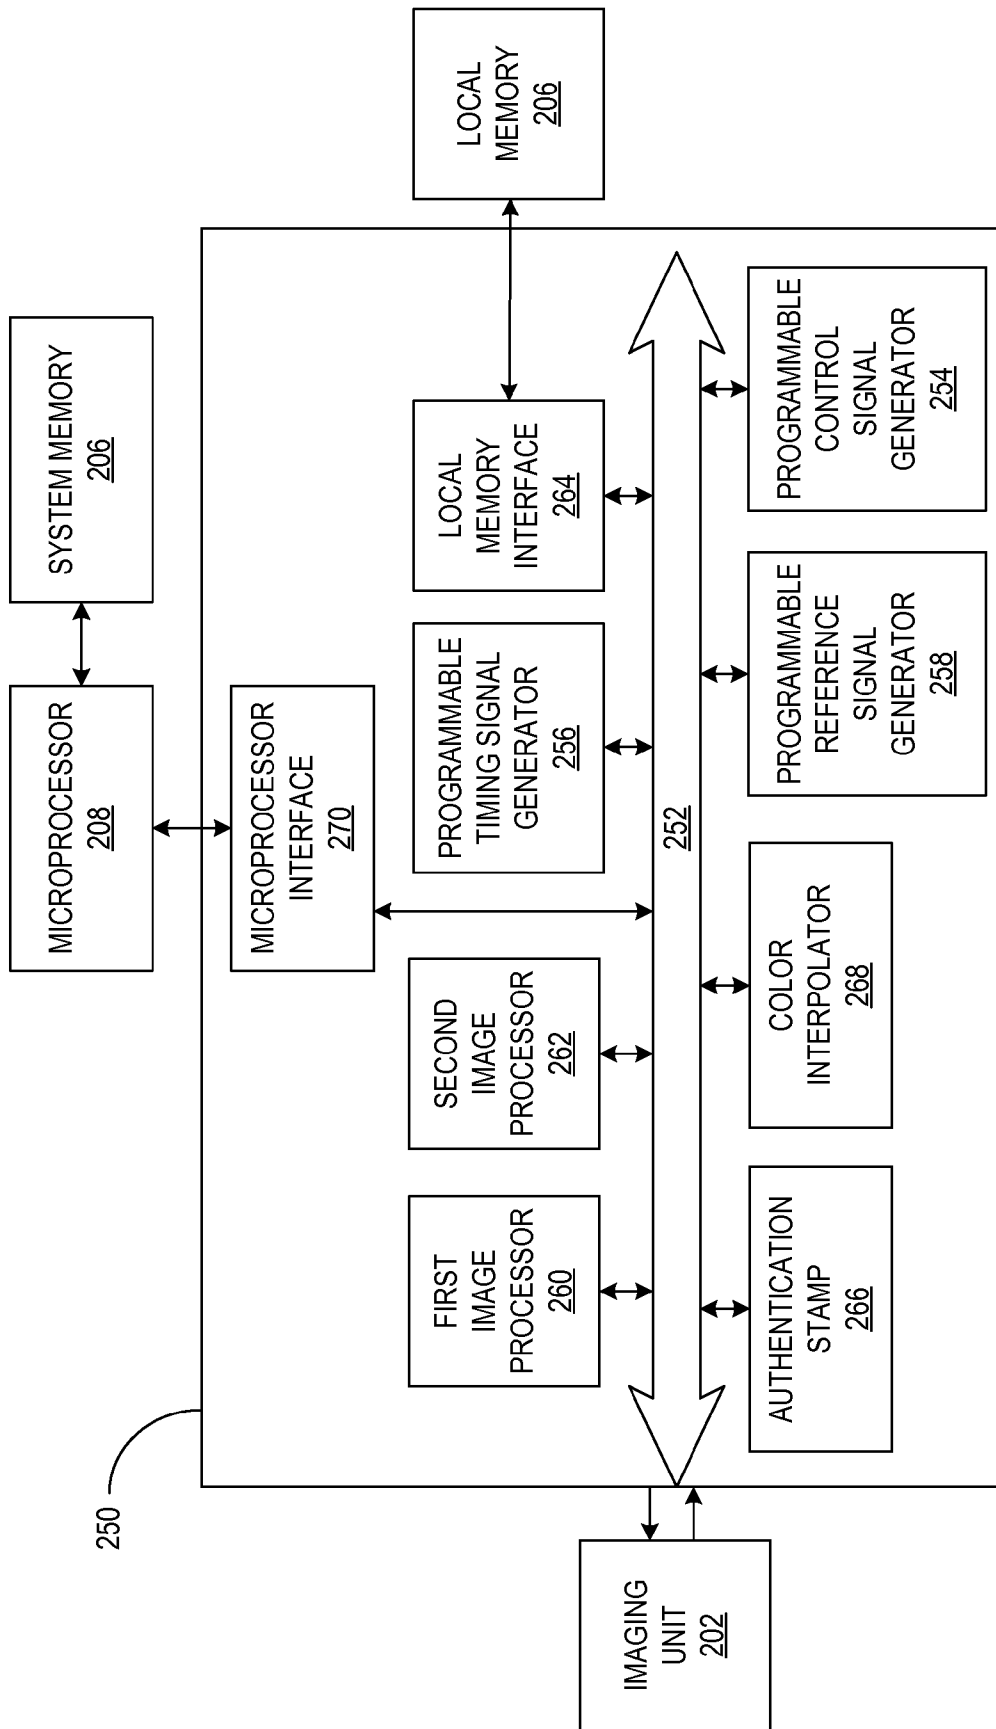 SYSTEM MEMORY
206
MICROPROCESSOR
208
LOCAL
MEMORY
206
250
MICROPROCESSOR
INTERFACE
270
FIRST
IMAGE
PROCESSOR
260
SECOND
IMAGE
PROCESSOR
262
PROGRAMMABLE
TIMING SIGNAL
GENERATOR
256
LOCAL
MEMORY
INTERFACE
264
252
IMAGING
UNIT
202
AUTHENTICATION
STAMP
266
COLOR
INTERPOLATOR
268
PROGRAMMABLE
REFERENCE
SIGNAL
GENERATOR
258
PROGRAMMABLE
CONTROL
SIGNAL
GENERATOR
254